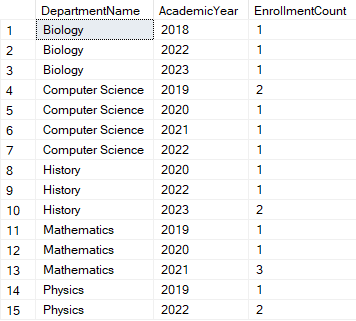 DepartmentName AcademicYear EnrollmentCount
1 Biology 2018 1
2 Biology 2022 1
3 Biology 2023 1
4 Computer Science 2019 2
5 Computer Science 2020 1
6 Computer Science 2021 1
7 Computer Science 2022 1
8 History 2020 1
9 History 2022 1
10 History 2023 2
11 Mathematics 2019 1
12 Mathematics 2020 1
13 Mathematics 2021 3
14 Physics 2019 1
15 Physics 2022 2